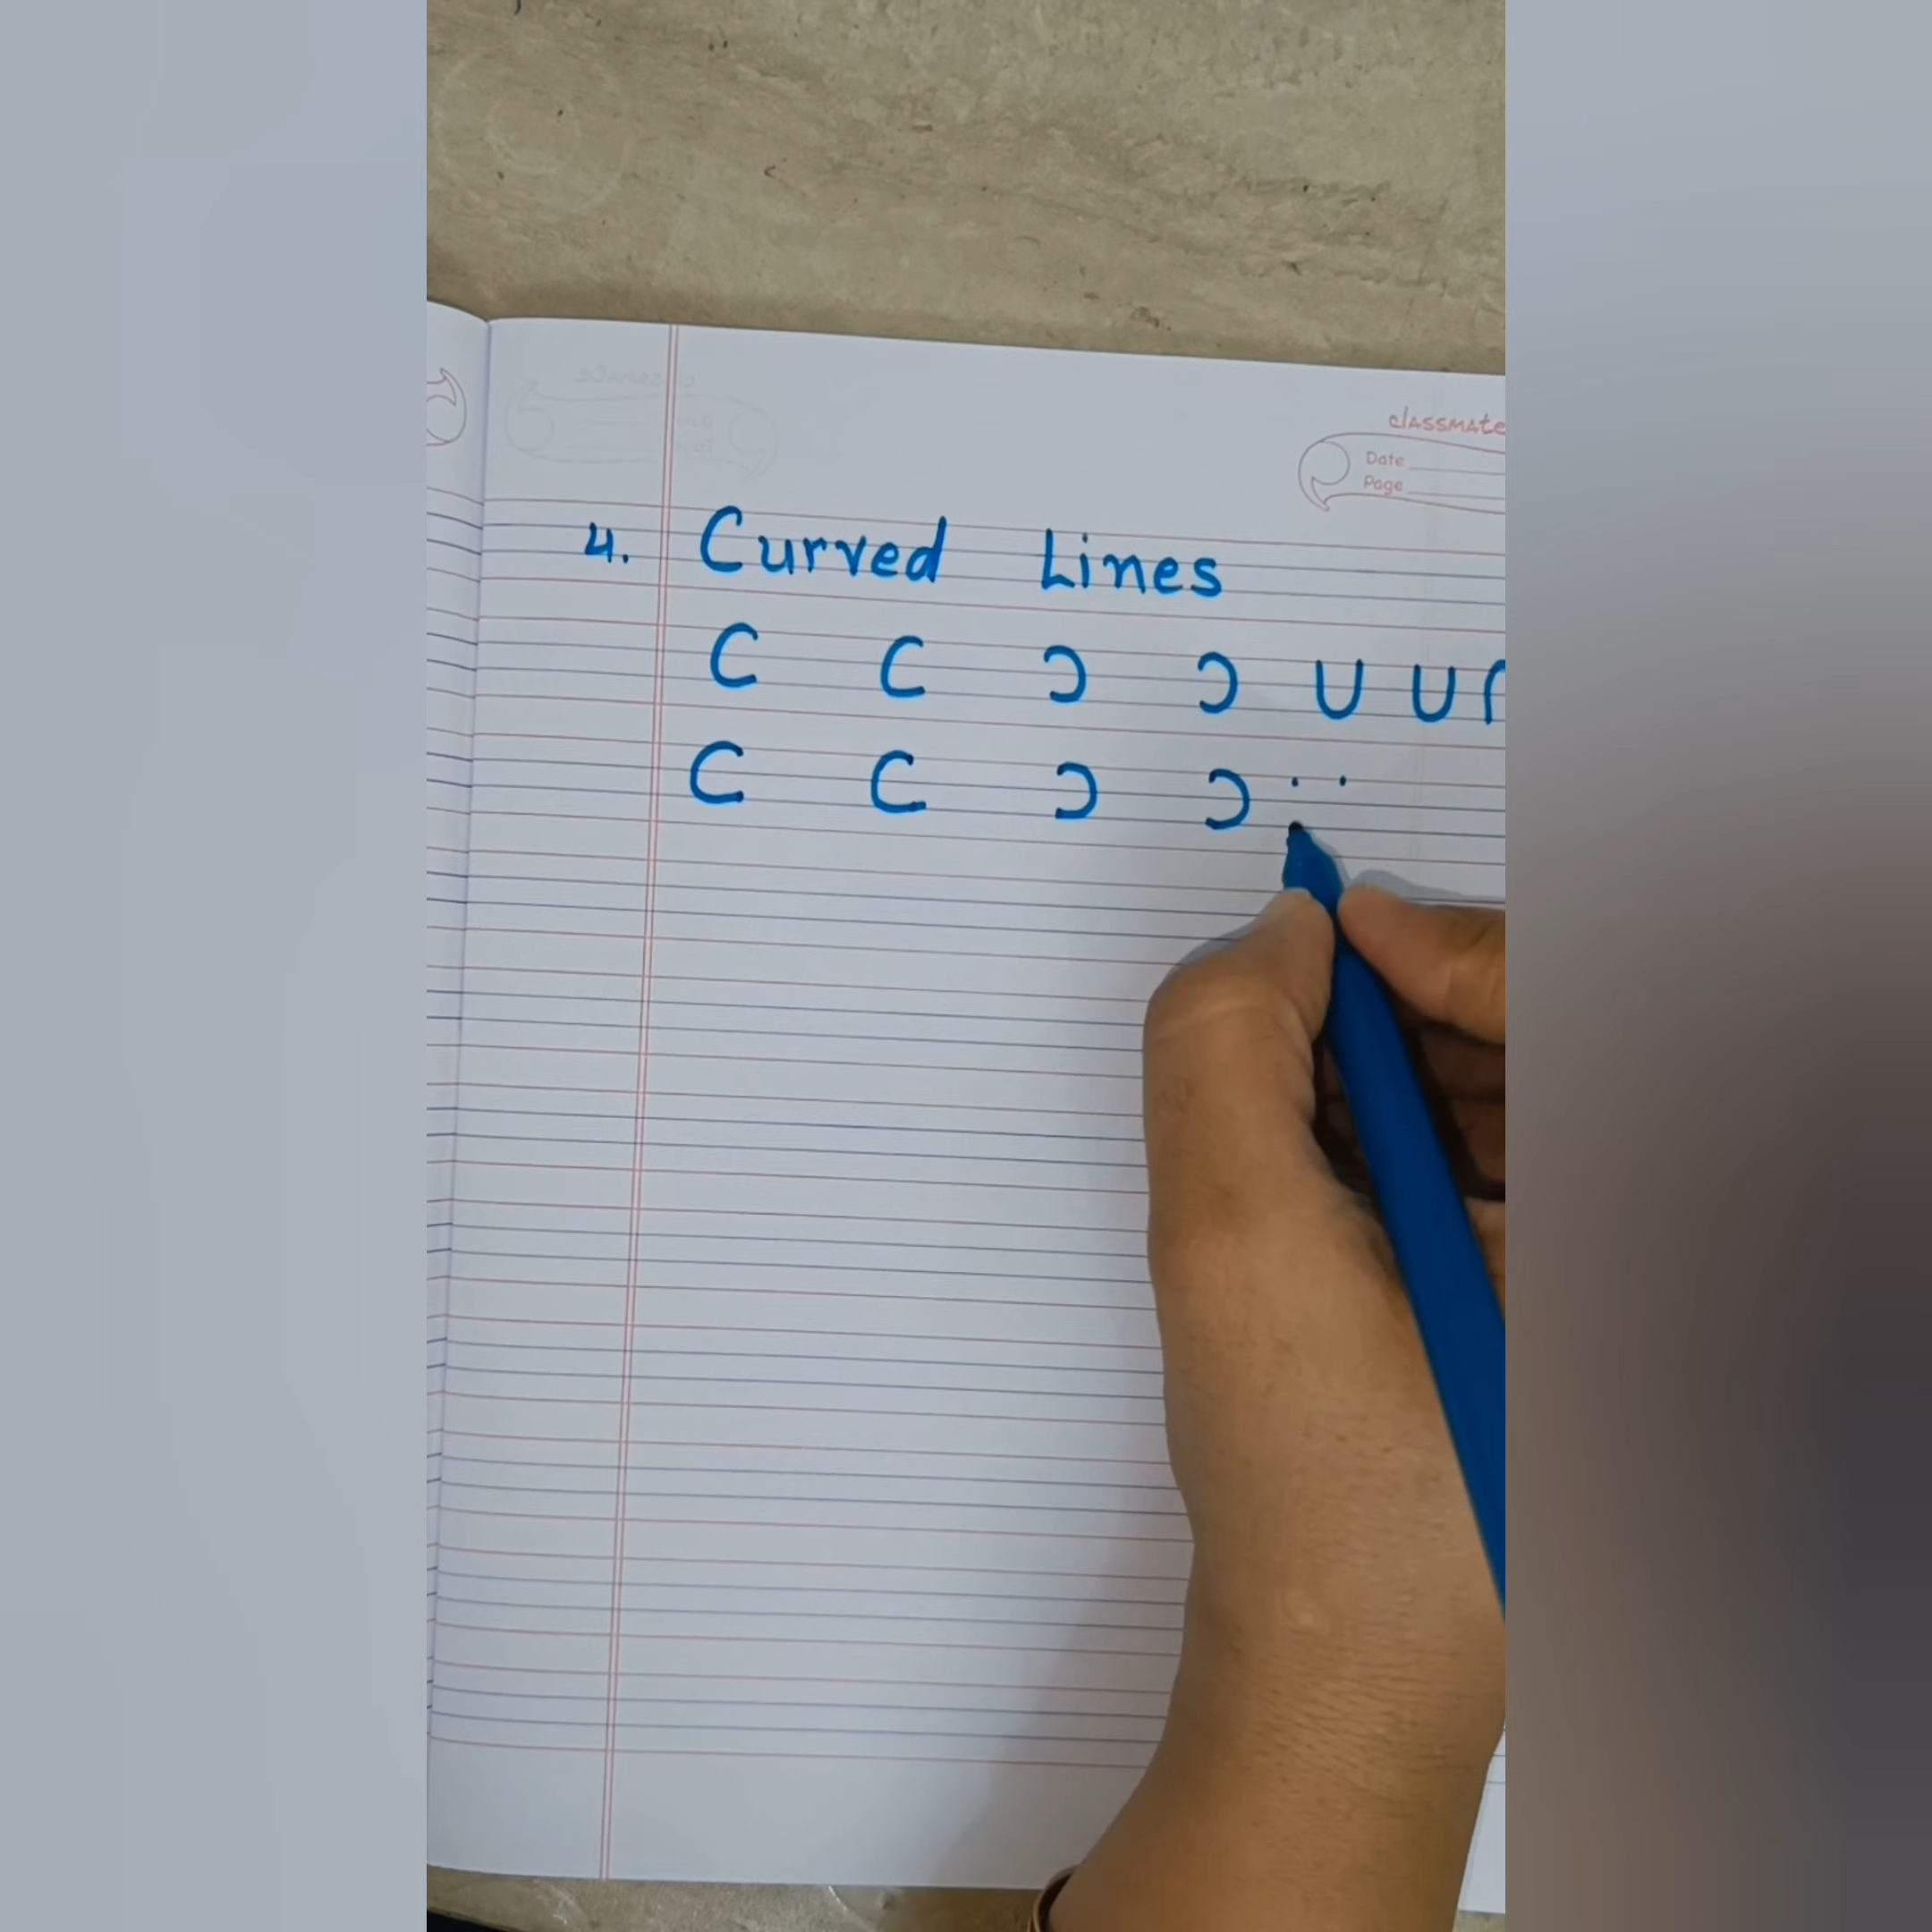 classmate
Date
Page
4. Curved Lines
C C Ɔ Ɔ U U
C C Ɔ Ɔ